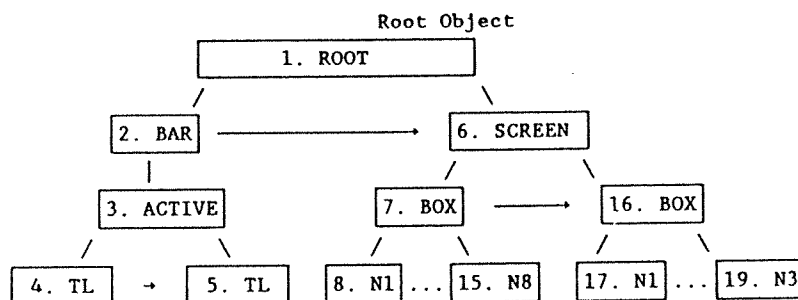 Root Object
1. ROOT
2. BAR → 6. SCREEN
3. ACTIVE 7. BOX → 16. BOX
4. TL → 5. TL 8. N1 ... 15. N8 17. N1 ... 19. N3